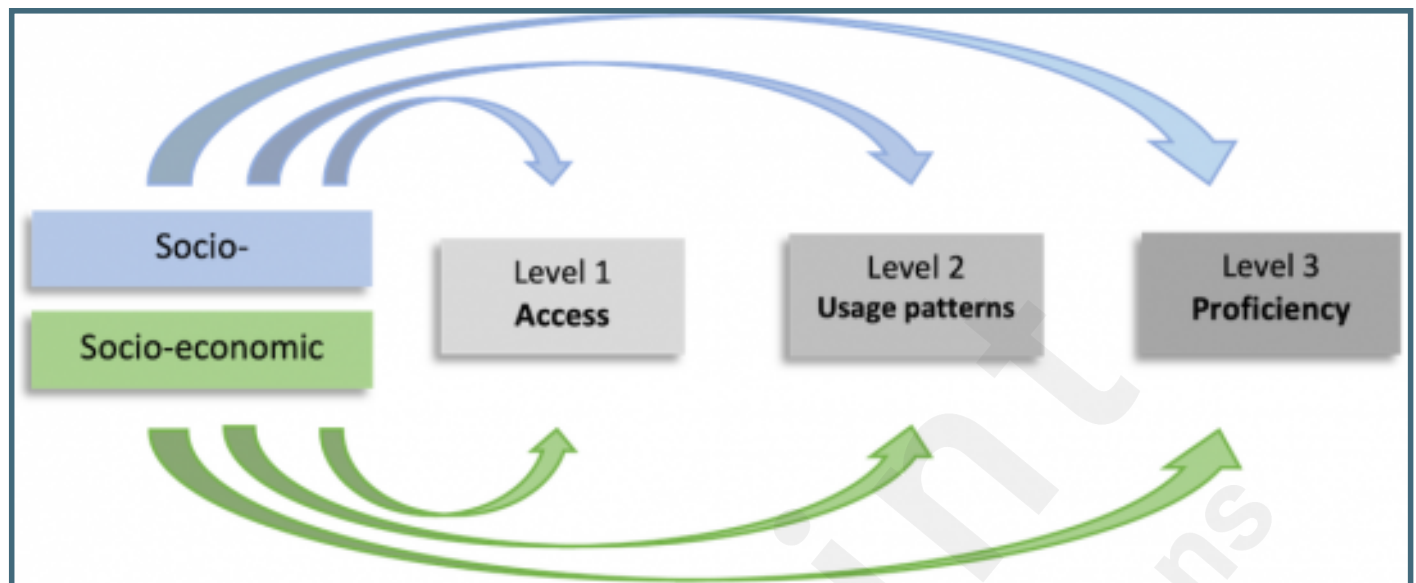 Socio-
Socio-economic
Level 1
Access
Level 2
Usage patterns
Level 3
Proficiency